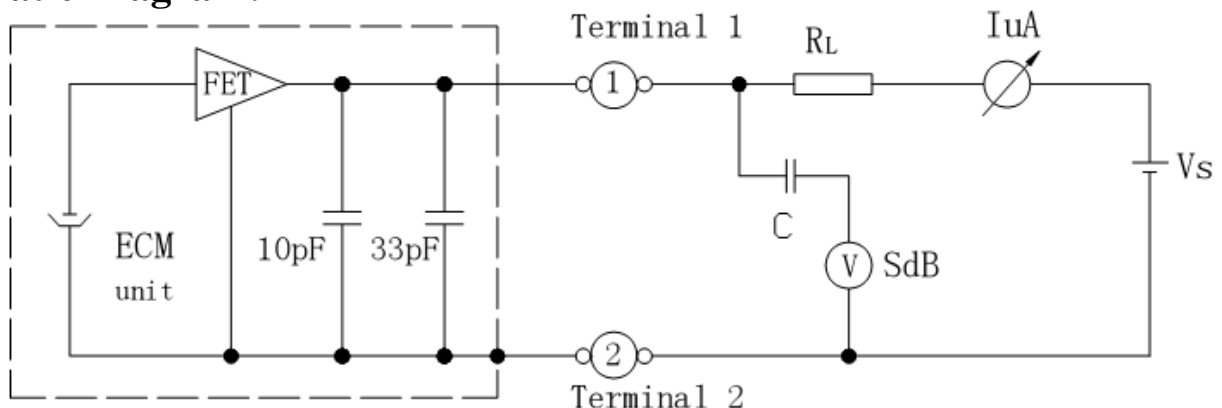 Terminal 1
RL
IuA
FET
1
Vs
ECM
unit
10pF
33pF
C
V
SdB
2
Terminal 2